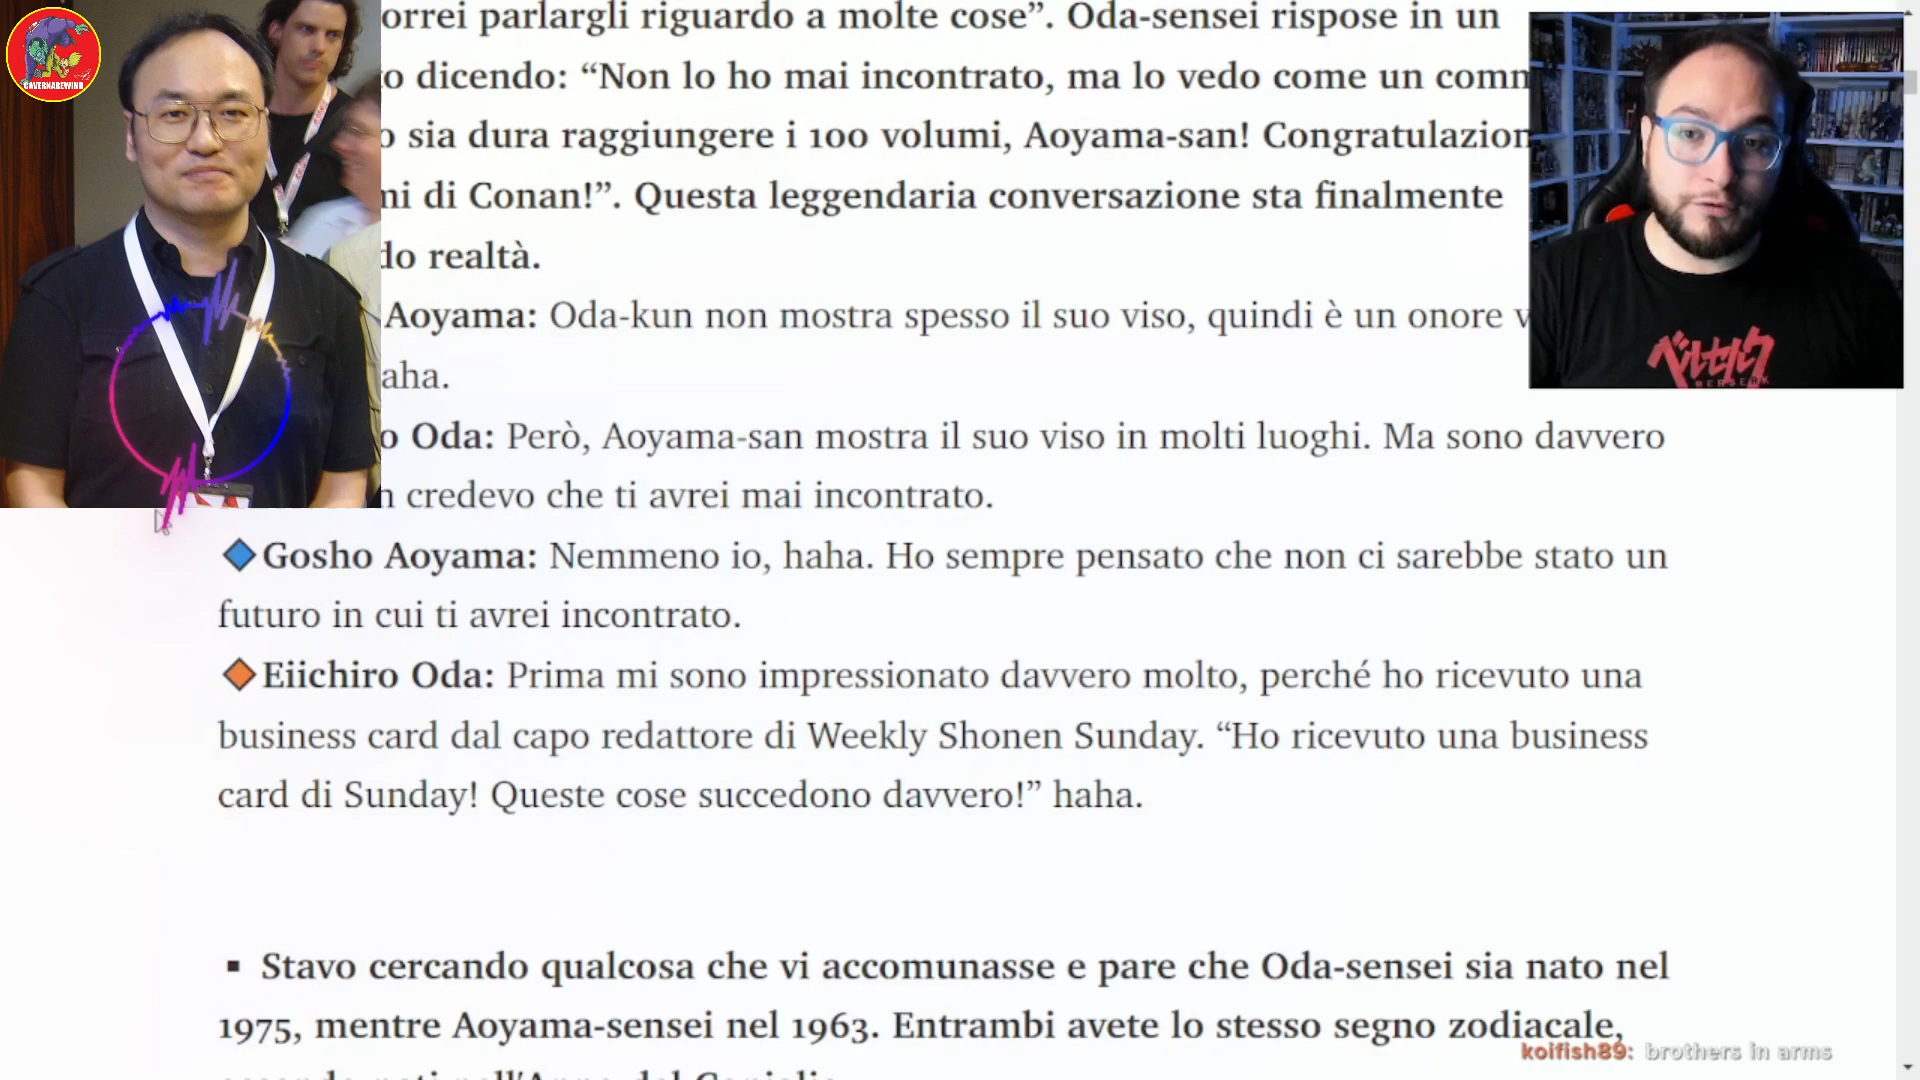 CAVERNAREWIND
orrei parlargli riguardo a molte cose”. Oda-sensei rispose in un
o dicendo: “Non lo ho mai incontrato, ma lo vedo come un
o sia dura raggiungere i 100 volumi, Aoyama-san!
di Conan!”. Questa leggendaria conversazione sta finalmente
do realtà.
Aoyama: Oda-kun non mostra spesso il suo viso, quindi è un onore v
aha.
o Oda: Però, Aoyama-san mostra il suo viso in molti luoghi. Ma sono davvero
credevo che ti avrei mai incontrato.
Gosho Aoyama: Nemmeno io, haha. Ho sempre pensato che non ci sarebbe stato un
futuro in cui ti avrei incontrato.
Eiichiro Oda: Prima mi sono impressionato davvero molto, perché ho ricevuto una
business card dal capo redattore di Weekly Shonen Sunday. “Ho ricevuto una business
card di Sunday! Queste cose succedono davvero!” haha.
▪ Stavo cercando qualcosa che vi accomunasse e pare che Oda-sensei sia nato nel
1975, mentre Aoyama-sensei nel 1963. Entrambi avete lo stesso segno zodiacale,
ベルセルク
BERSERK
koifish89: brothers in arms